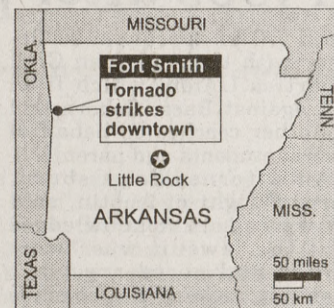 MISSOURI
OKLA.
Fort Smith
Tornado
strikes
downtown
TENN.
Little Rock
ARKANSAS
MISS.
TEXAS
LOUISIANA
50 miles
50 km